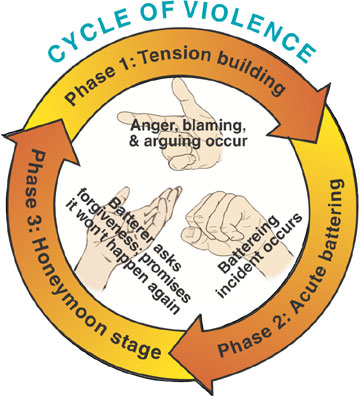 CYCLE OF VIOLENCE
Phase 1: Tension building
Anger, blaming,
& arguing occur
Phase 2: Acute battering
Battereing
incident occurs
Phase 3: Honeymoon stage
Batterer asks
forgiveness, promises
it won't happen again